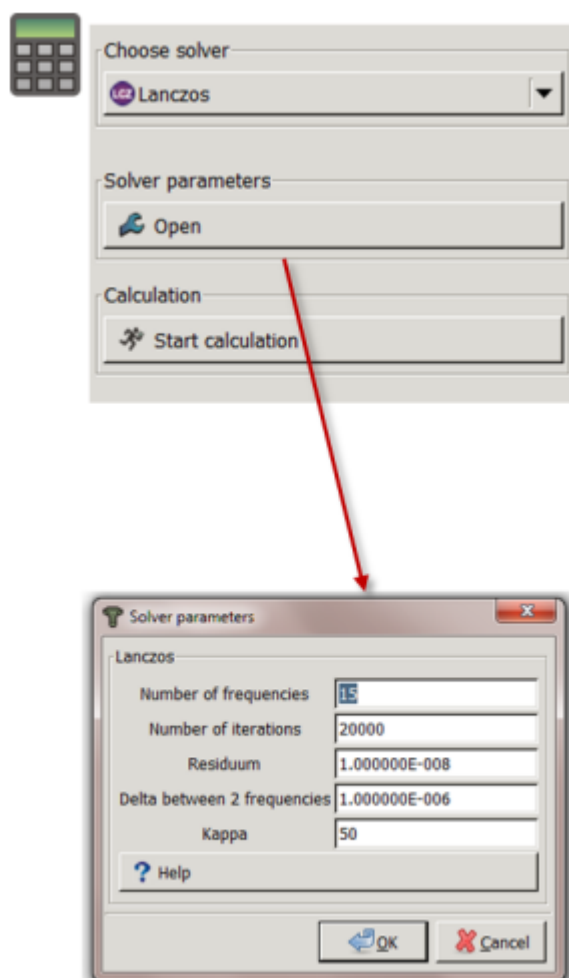 Choose solver
LCZ Lanczos
Solver parameters
Open
Calculation
Start calculation
Solver parameters
Lanczos
Number of frequencies 15
Number of iterations 20000
Residuum 1.000000E-008
Delta between 2 frequencies 1.000000E-006
Kappa 50
? Help
OK Cancel